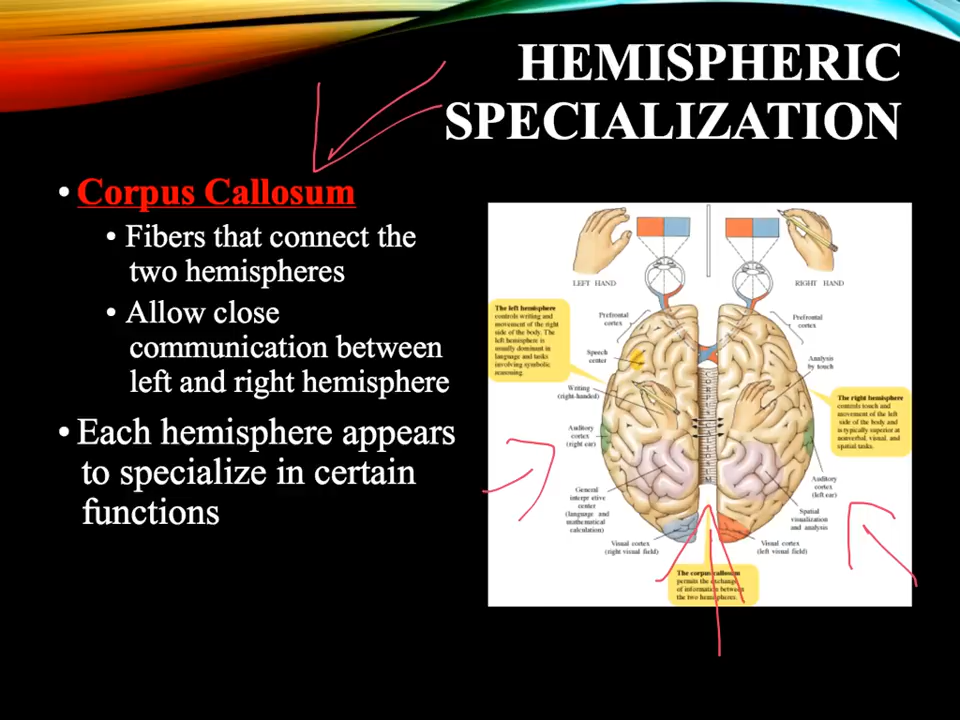 HEMISPHERIC
SPECIALIZATION
• Corpus Callosum
• Fibers that connect the
two hemispheres
• Allow close
communication between
left and right hemisphere
• Each hemisphere appears
to specialize in certain
functions
LEFT HAND
RIGHT HAND
The left hemisphere
controls writing and
movement of the right
side of the body. The
left hemisphere is
usually dominant in
language and tasks
involving symbolic
reasoning.
Prefrontal
cortex
Prefrontal
cortex
Speech
center
Analysis
by touch
Writing
(right-handed)
The right hemisphere
controls touch and
movement of the left
side of the body and
is typically superior at
nonverbal, visual, and
spatial tasks.
Auditory
cortex
(right ear)
Auditory
cortex
(left ear)
General
interpr etive
center
(language and
mathematical
calculation)
Spatial
visualization
and analysis
Visual cortex
(right visual field)
Visual cortex
(left visual field)
The corpus callosum
permits the exchange
of information between
the two hemispheres.